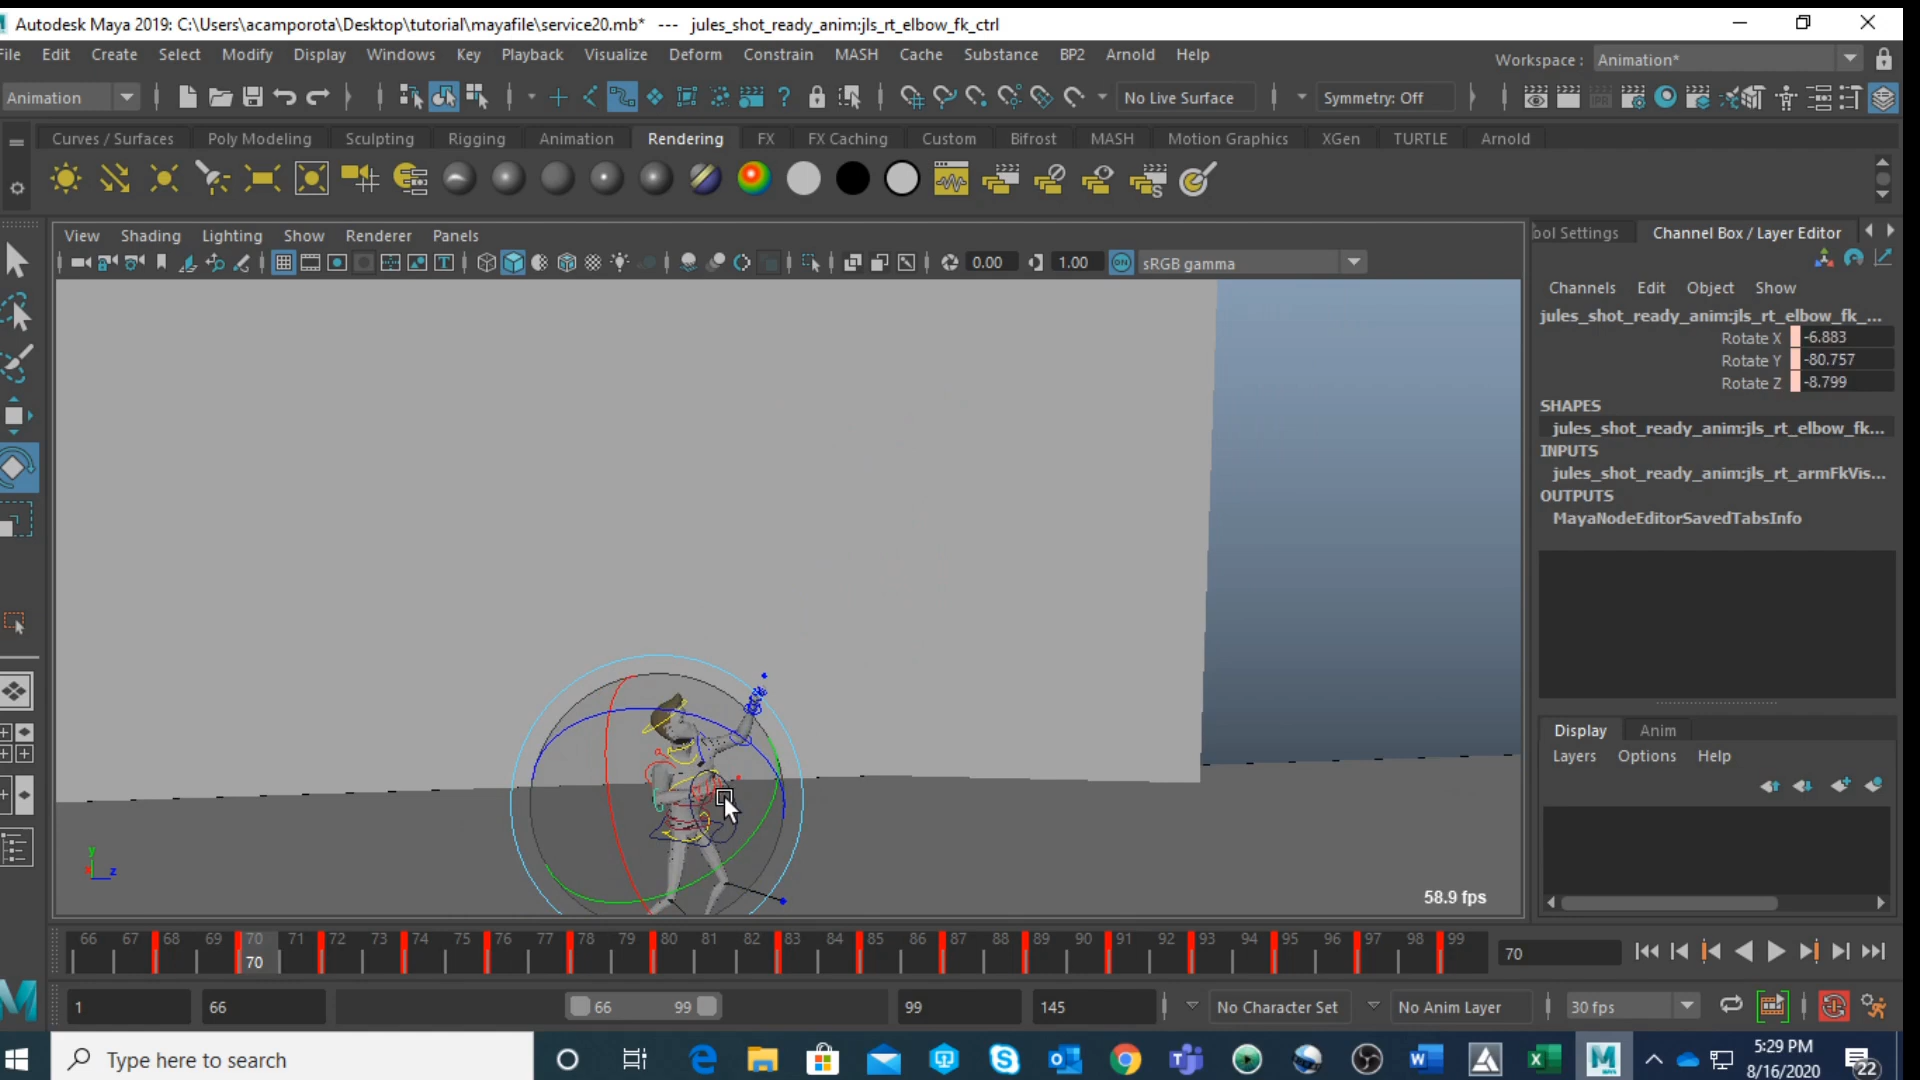 Autodesk Maya 2019: C:\Users\acamporota\Desktop\tutorial\mayafile\service20.mb* --- jules_shot_ready_anim:jls_rt_elbow_fk_ctrl
File Edit Create Select Modify Display Windows Key Playback Visualize Deform Constrain MASH Cache Substance BP2 Arnold Help
Workspace : Animation*
Animation No Live Surface Symmetry: Off
Curves / Surfaces Poly Modeling Sculpting Rigging Animation Rendering FX FX Caching Custom Bifrost MASH Motion Graphics XGen TURTLE Arnold
View Shading Lighting Show Renderer Panels
0.00 1.00 ON sRGB gamma
ool Settings Channel Box / Layer Editor
Channels Edit Object Show
jules_shot_ready_anim:jls_rt_elbow_fk_...
Rotate X -6.883
Rotate Y -80.757
Rotate Z -8.799
SHAPES
jules_shot_ready_anim:jls_rt_elbow_fk...
INPUTS
jules_shot_ready_anim:jls_rt_armFkVis...
OUTPUTS
MayaNodeEditorSavedTabsInfo
Display Anim
Layers Options Help
y
z
58.9 fps
66 67 68 69 70 71 72 73 74 75 76 77 78 79 80 81 82 83 84 85 86 87 88 89 90 91 92 93 94 95 96 97 98 99
70 70
1 66 66 99 99 145 No Character Set No Anim Layer 30 fps
Type here to search
5:29 PM
8/16/2020
22